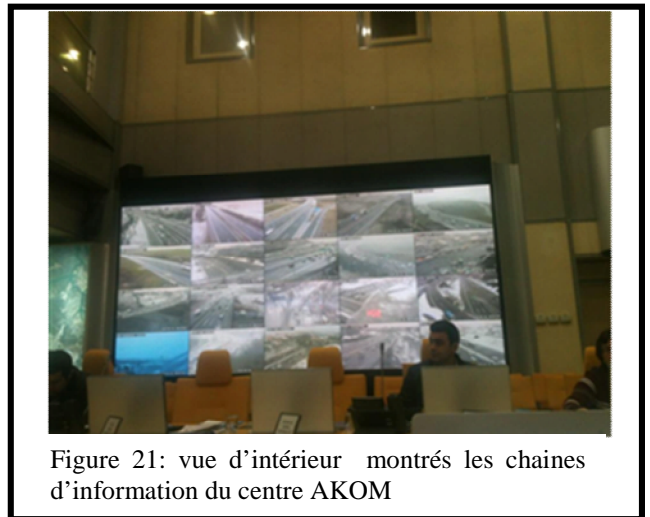 Figure 21: vue d’intérieur montrés les chaines
d’information du centre AKOM